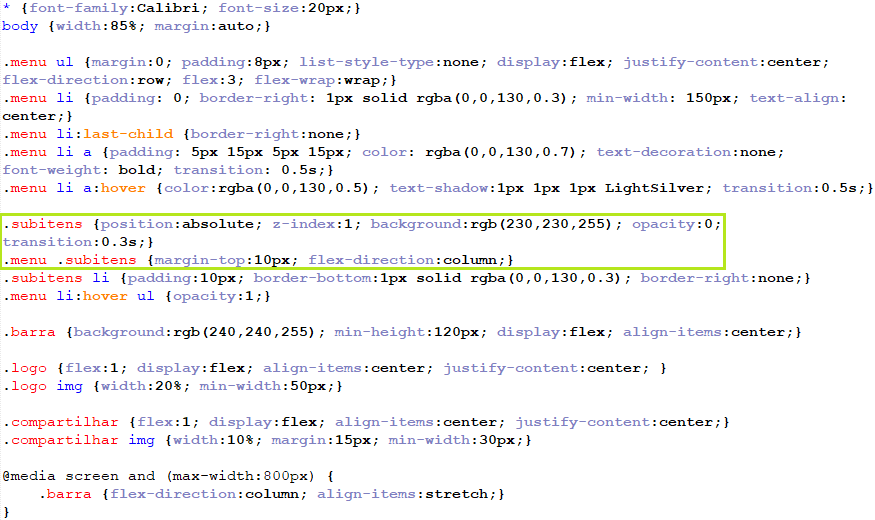 * {font-family:Calibri; font-size:20px;}
body {width:85%; margin:auto;}
.menu ul {margin:0; padding:8px; list-style-type:none; display:flex; justify-content:center;
flex-direction:row; flex:3; flex-wrap:wrap;}
.menu li {padding: 0; border-right: 1px solid rgba(0,0,130,0.3); min-width: 150px; text-align:
center;}
.menu li:last-child {border-right:none;}
.menu li a {padding: 5px 15px 5px 15px; color: rgba(0,0,130,0.7); text-decoration:none;
font-weight: bold; transition: 0.5s;}
.menu li a:hover {color:rgba(0,0,130,0.5); text-shadow:1px 1px 1px LightSilver; transition:0.5s;}
.subitens {position:absolute; z-index:1; background:rgb(230,230,255); opacity:0;
transition:0.3s;}
.menu .subitens {margin-top:10px; flex-direction:column;}
.subitens li {padding:10px; border-bottom:1px solid rgba(0,0,130,0.3); border-right:none;}
.menu li:hover ul {opacity:1;}
.barra {background:rgb(240,240,255); min-height:120px; display:flex; align-items:center;}
.logo {flex:1; display:flex; align-items:center; justify-content:center; }
.logo img {width:20%; min-width:50px;}
.compartilhar {flex:1; display:flex; align-items:center; justify-content:center;}
.compartilhar img {width:10%; margin:15px; min-width:30px;}
@media screen and (max-width:800px) {
    .barra {flex-direction:column; align-items:stretch;}
}